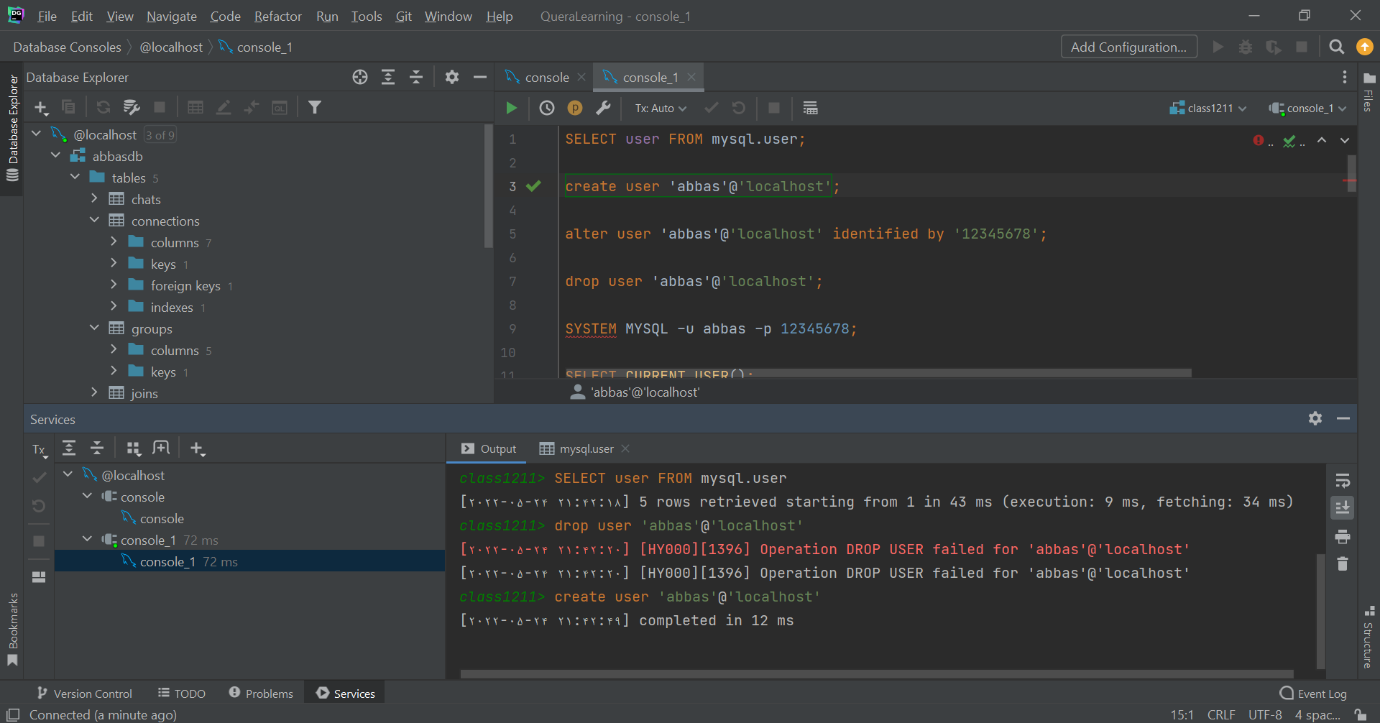 DG File Edit View Navigate Code Refactor Run Tools Git Window Help QueraLearning - console_1
Database Consoles @localhost console_1 Add Configuration...
Database Explorer
Database Explorer
console console_1
Files
Tx: Auto class1211 console_1
@localhost 3 of 9
abbasdb
tables 5
chats
connections
columns 7
keys 1
foreign keys 1
indexes 1
groups
columns 5
keys 1
joins
1 SELECT user FROM mysql.user;
2
3 create user 'abbas'@'localhost';
4
5 alter user 'abbas'@'localhost' identified by '12345678';
6
7 drop user 'abbas'@'localhost';
8
9 SYSTEM MYSQL -u abbas -p 12345678;
10
11 SELECT CURRENT_USER();
'abbas'@'localhost'
Services
Tx
@localhost
console
console
console_1 72 ms
console_1 72 ms
Output mysql.user
class1211> SELECT user FROM mysql.user
[۲۰۲۲-۰۵-۲۴ ۲۱:۴۲:۱۸] 5 rows retrieved starting from 1 in 43 ms (execution: 9 ms, fetching: 34 ms)
class1211> drop user 'abbas'@'localhost'
[۲۰۲۲-۰۵-۲۴ ۲۱:۴۲:۲۰] [HY000][1396] Operation DROP USER failed for 'abbas'@'localhost'
[۲۰۲۲-۰۵-۲۴ ۲۱:۴۲:۲۰] [HY000][1396] Operation DROP USER failed for 'abbas'@'localhost'
class1211> create user 'abbas'@'localhost'
[۲۰۲۲-۰۵-۲۴ ۲۱:۴۲:۴۹] completed in 12 ms
Bookmarks
Structure
Version Control TODO Problems Services Event Log
Connected (a minute ago) 15:1 CRLF UTF-8 4 spac...